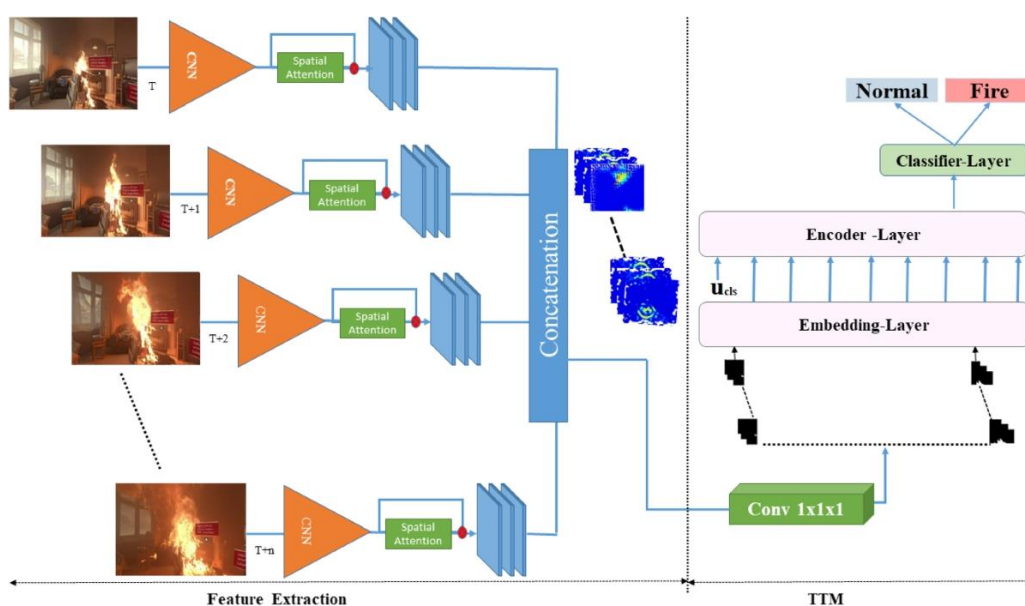 T
CNN
Spatial
Attention
T+1
CNN
Spatial
Attention
T+2
CNN
Spatial
Attention
T+n
CNN
Spatial
Attention
Concatenation
Normal
Fire
Classifier-Layer
Encoder -Layer
u_cls
Embedding-Layer
Conv 1x1x1
Feature Extraction
TTM